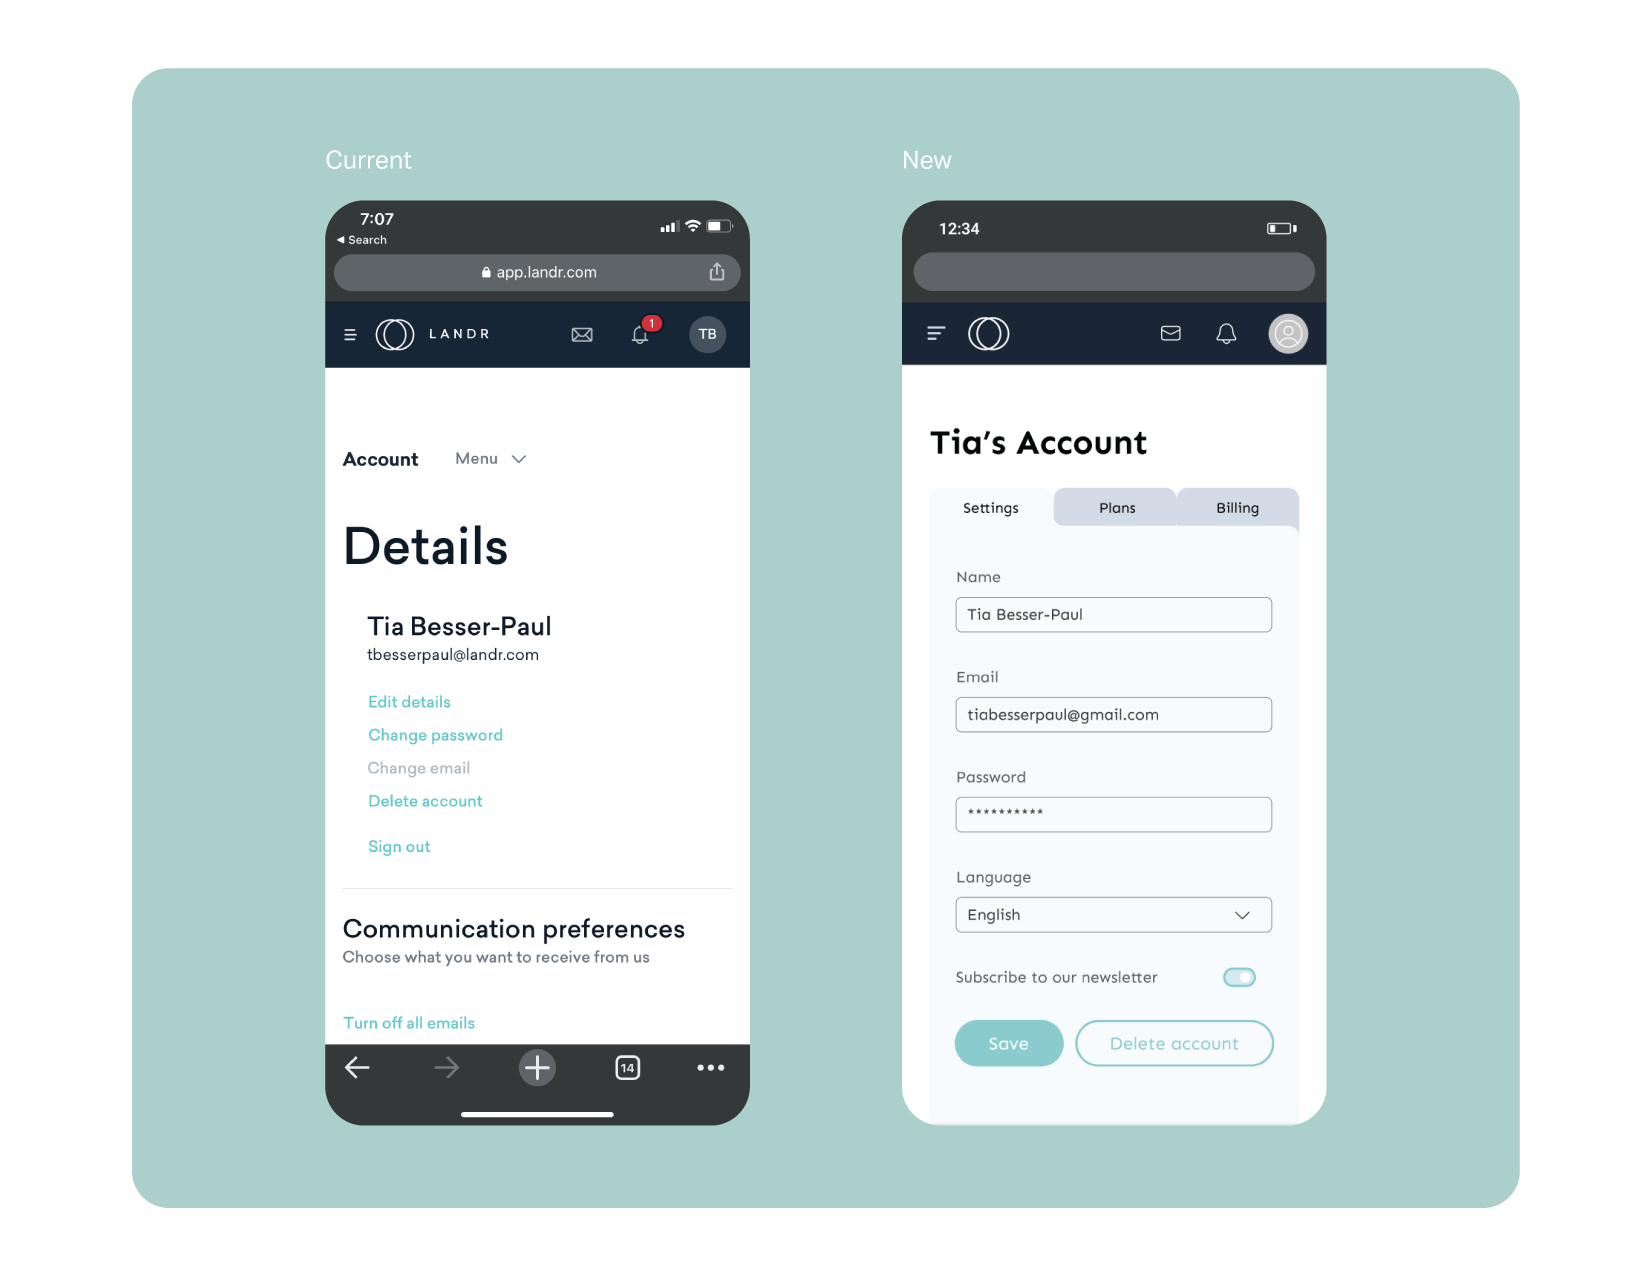 Current
7:07
Search
app.landr.com
LANDR
1
TB
Account Menu
Details
Tia Besser-Paul
tbesserpaul@landr.com
Edit details
Change password
Change email
Delete account
Sign out
Communication preferences
Choose what you want to receive from us
Turn off all emails
14
New
12:34
Tia’s Account
Settings Plans Billing
Name
Tia Besser-Paul
Email
tiabesserpaul@gmail.com
Password
**********
Language
English
Subscribe to our newsletter
Save Delete account